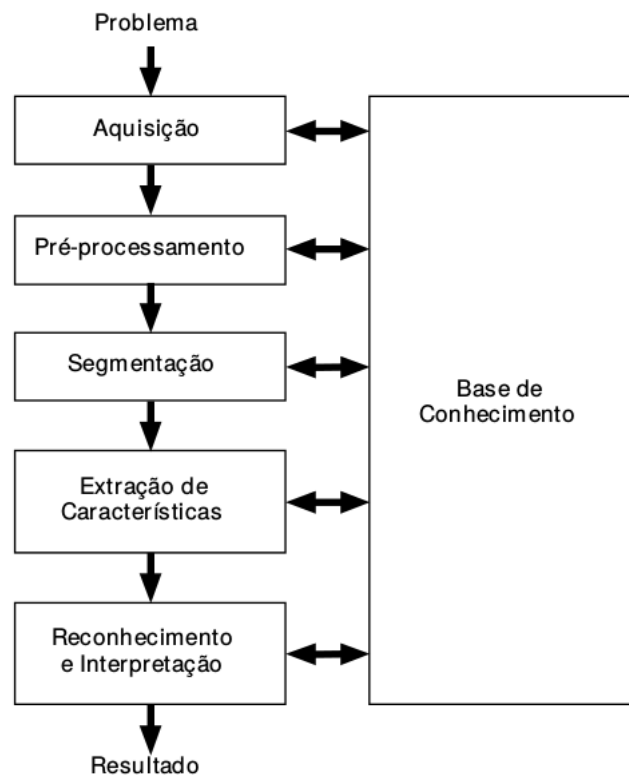 Problema
Aquisição
Pré-processamento
Segmentação
Base de
Conhecimento
Extração de
Características
Reconhecimento
e Interpretação
Resultado